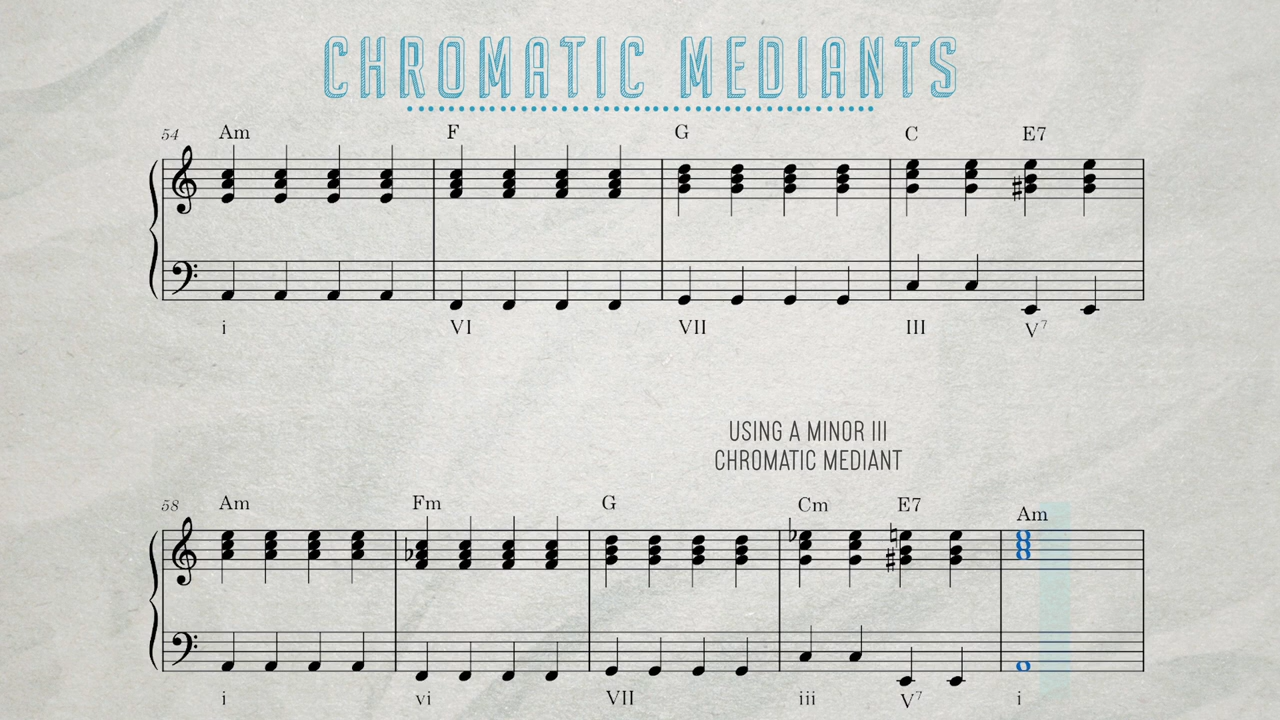 CHROMATIC MEDIANTS
54 Am F G C E7
i VI VII III V⁷
USING A MINOR III
CHROMATIC MEDIANT
58 Am Fm G Cm E7 Am
i vi VII iii V⁷ i